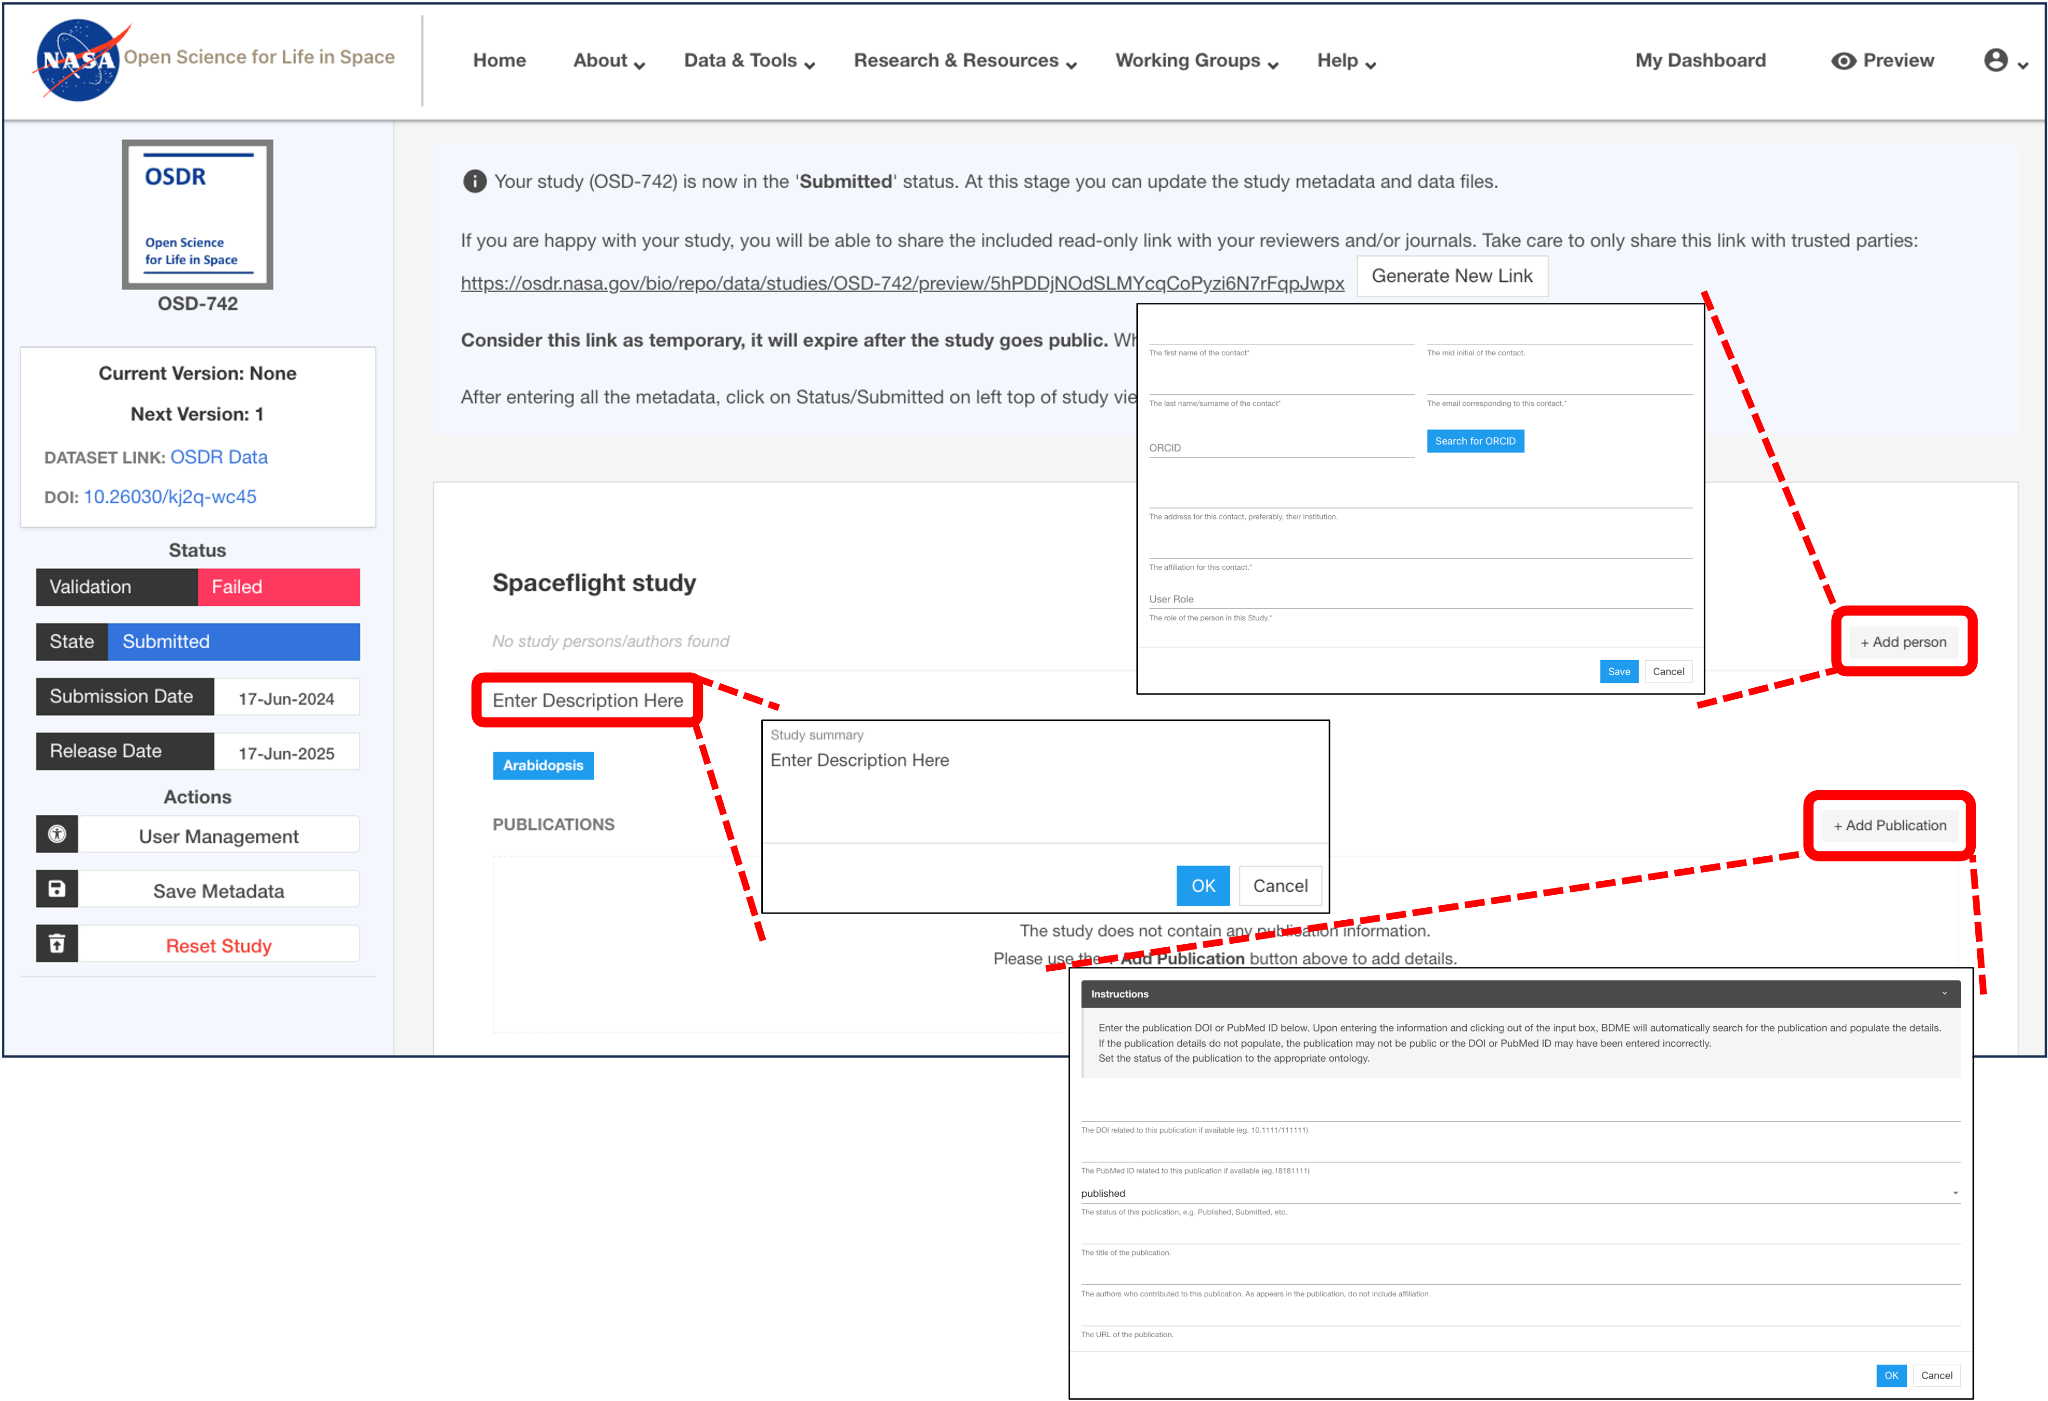 NASA
Open Science for Life in Space
Home
About
Data & Tools
Research & Resources
Working Groups
Help
My Dashboard
Preview
OSDR
Open Science
for Life in Space
OSD-742
Current Version: None
Next Version: 1
DATASET LINK: OSDR Data
DOI: 10.26030/kj2q-wc45
Status
Validation Failed
State Submitted
Submission Date 17-Jun-2024
Release Date 17-Jun-2025
Actions
User Management
Save Metadata
Reset Study
Your study (OSD-742) is now in the 'Submitted' status. At this stage you can update the study metadata and data files.
If you are happy with your study, you will be able to share the included read-only link with your reviewers and/or journals. Take care to only share this link with trusted parties:
https://osdr.nasa.gov/bio/repo/data/studies/OSD-742/preview/5hPDDjNOdSLMYcqCoPyzi6N7rFqpJwpx Generate New Link
Consider this link as temporary, it will expire after the study goes public.
After entering all the metadata, click on Status/Submitted on left top of study
The first name of the contact*
The mid initial of the contact.
The last name/surname of the contact*
The email corresponding to this contact.*
ORCID
Search for ORCID
The address for this contact, preferably, their institution.
The affiliation for this contact.*
User Role
The role of the person in this Study.*
Save Cancel
Spaceflight study
No study persons/authors found
+ Add person
Enter Description Here
Arabidopsis
Study summary
Enter Description Here
OK Cancel
PUBLICATIONS
+ Add Publication
The study does not contain any publication information.
Please use the + Add Publication button above to add details.
Instructions
Enter the publication DOI or PubMed ID below. Upon entering the information and clicking out of the input box, BDME will automatically search for the publication and populate the details.
If the publication details do not populate, the publication may not be public or the DOI or PubMed ID may have been entered incorrectly.
Set the status of the publication to the appropriate ontology.
The DOI related to this publication if available (eg. 10.1111/111111)
The PubMed ID related to this publication if available (eg.18181111)
published
The status of this publication, e.g. Published, Submitted, etc.
The title of the publication.
The authors who contributed to this publication. As appears in the publication, do not include affiliation
The URL of the publication.
OK Cancel